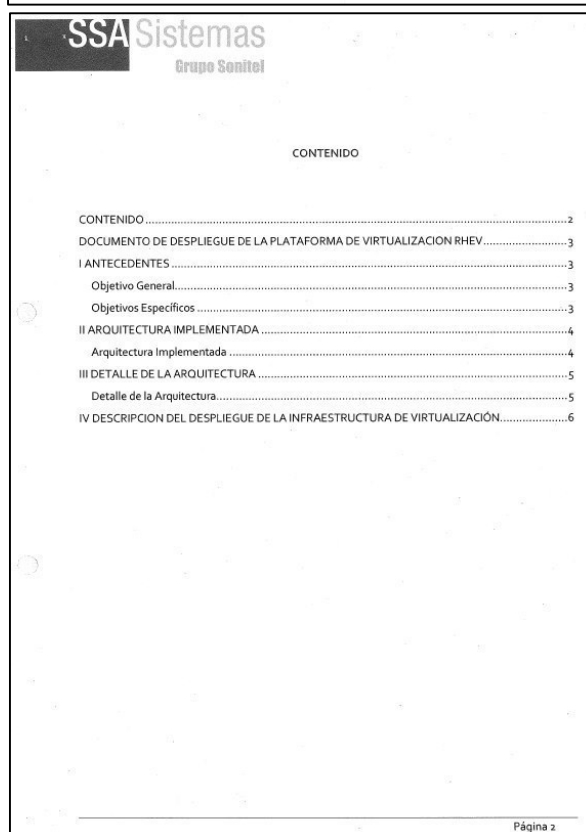 SSA Sistemas
Grupo Sonitel
CONTENIDO
CONTENIDO.....2
DOCUMENTO DE DESPLIEGUE DE LA PLATAFORMA DE VIRTUALIZACION RHEV.....3
I ANTECEDENTES.....3
Objetivo General.....3
Objetivos Específicos.....3
II ARQUITECTURA IMPLEMENTADA.....4
Arquitectura Implementada.....4
III DETALLE DE LA ARQUITECTURA.....5
Detalle de la Arquitectura.....5
IV DESCRIPCION DEL DESPLIEGUE DE LA INFRAESTRUCTURA DE VIRTUALIZACIÓN.....6
Página 2